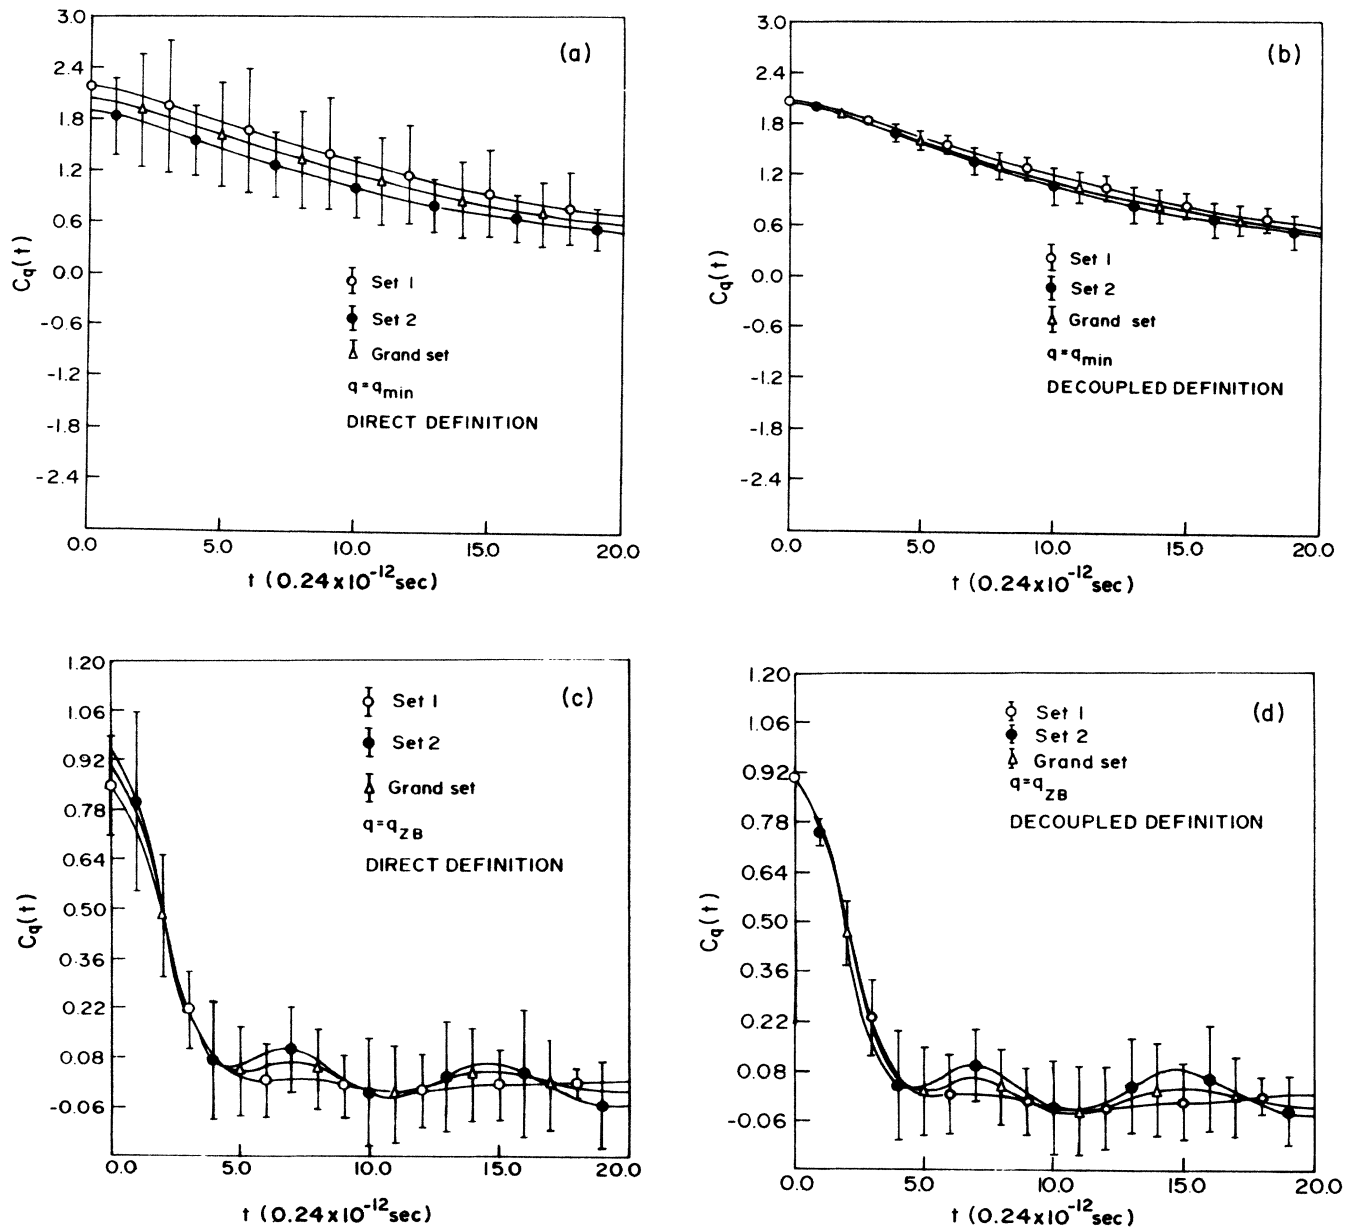 3.0
2.4
1.8
1.2
0.6
0.0
-0.6
-1.2
-1.8
-2.4
Cq(t)
(a)
Set 1
Set 2
Grand set
q=qmin
DIRECT DEFINITION
0.0 5.0 10.0 15.0 20.0
t (0.24x10-12sec)
3.0
2.4
1.8
1.2
0.6
0.0
-0.6
-1.2
-1.8
-2.4
Cq(t)
(b)
Set 1
Set 2
Grand set
q=qmin
DECOUPLED DEFINITION
0.0 5.0 10.0 15.0 20.0
t (0.24x10-12sec)
1.20
1.06
0.92
0.78
0.64
0.50
0.36
0.22
0.08
-0.06
Cq(t)
(c)
Set 1
Set 2
Grand set
q=qZB
DIRECT DEFINITION
0.0 5.0 10.0 15.0 20.0
t (0.24x10-12sec)
1.20
1.06
0.92
0.78
0.64
0.50
0.36
0.22
0.08
-0.06
Cq(t)
(d)
Set 1
Set 2
Grand set
q=qZB
DECOUPLED DEFINITION
0.0 5.0 10.0 15.0 20.0
t (0.24x10-12sec)